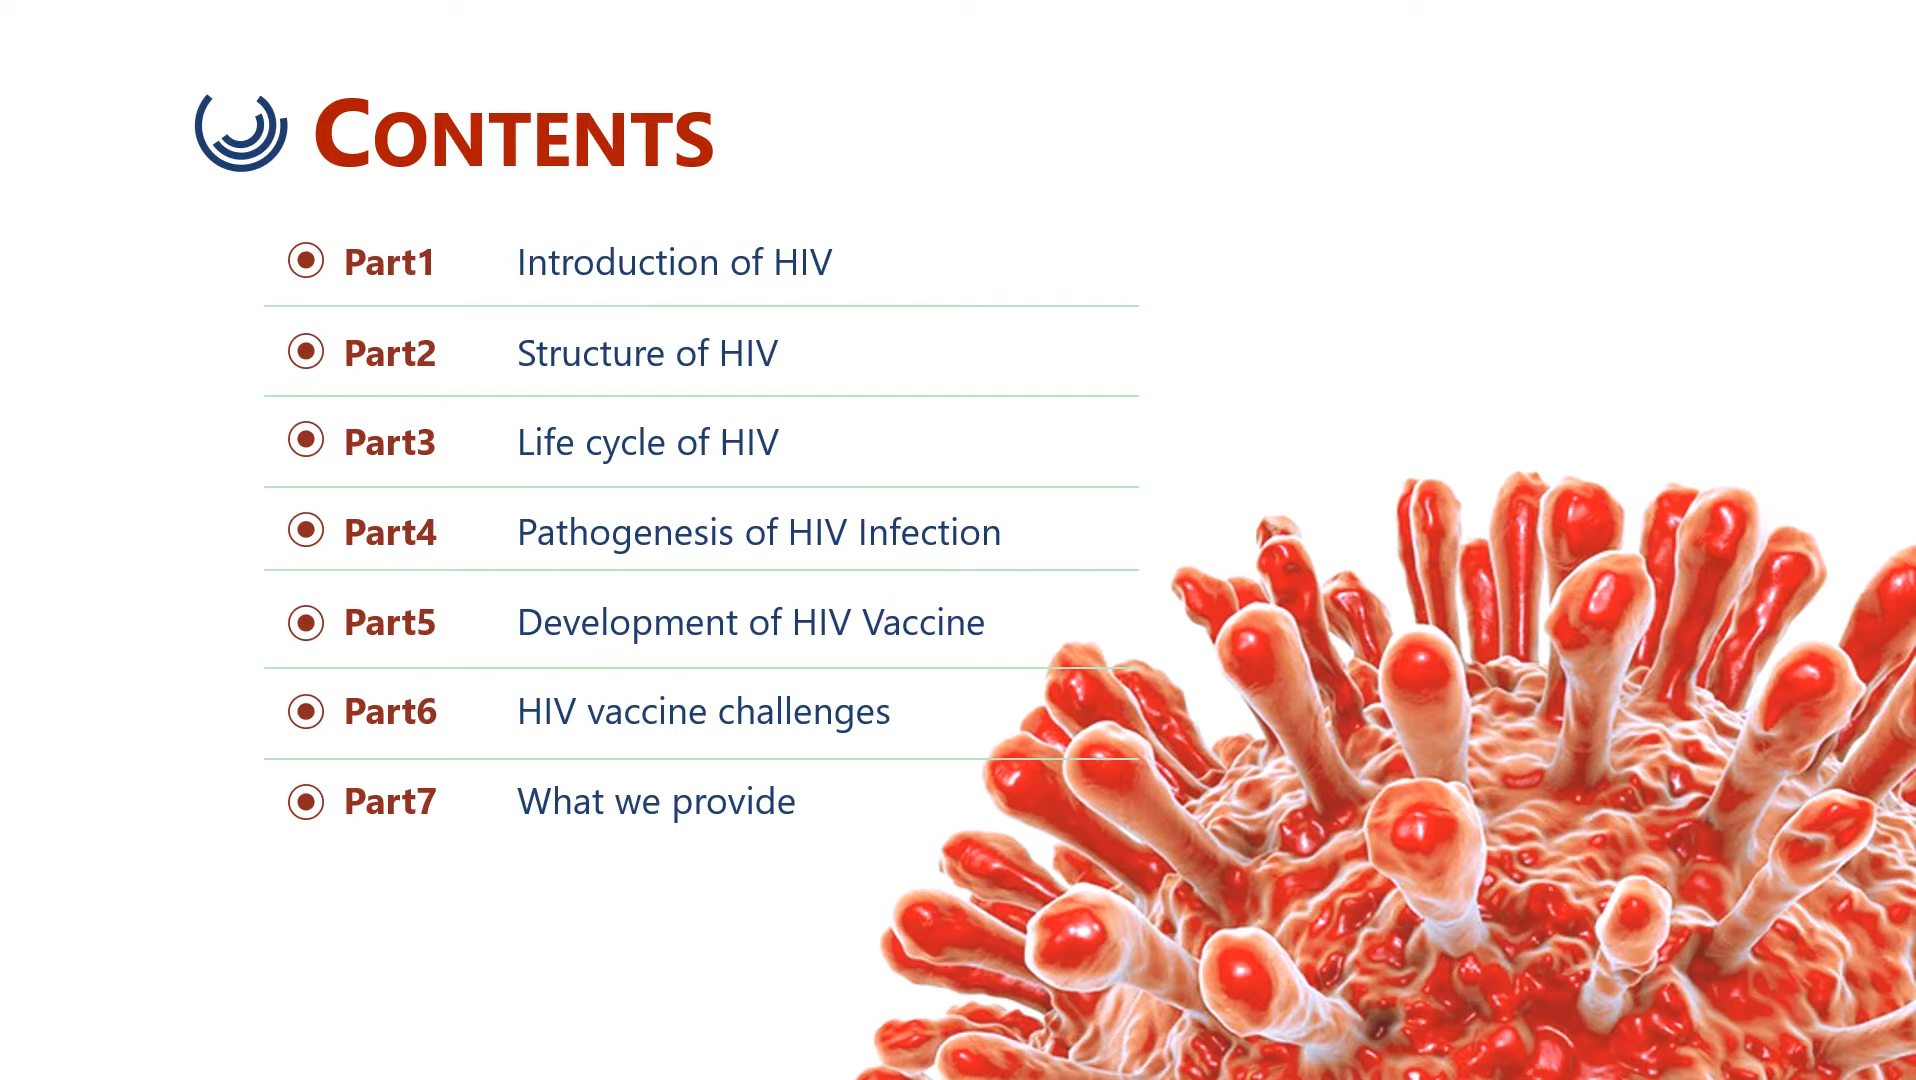 CONTENTS
Part1 Introduction of HIV
Part2 Structure of HIV
Part3 Life cycle of HIV
Part4 Pathogenesis of HIV Infection
Part5 Development of HIV Vaccine
Part6 HIV vaccine challenges
Part7 What we provide